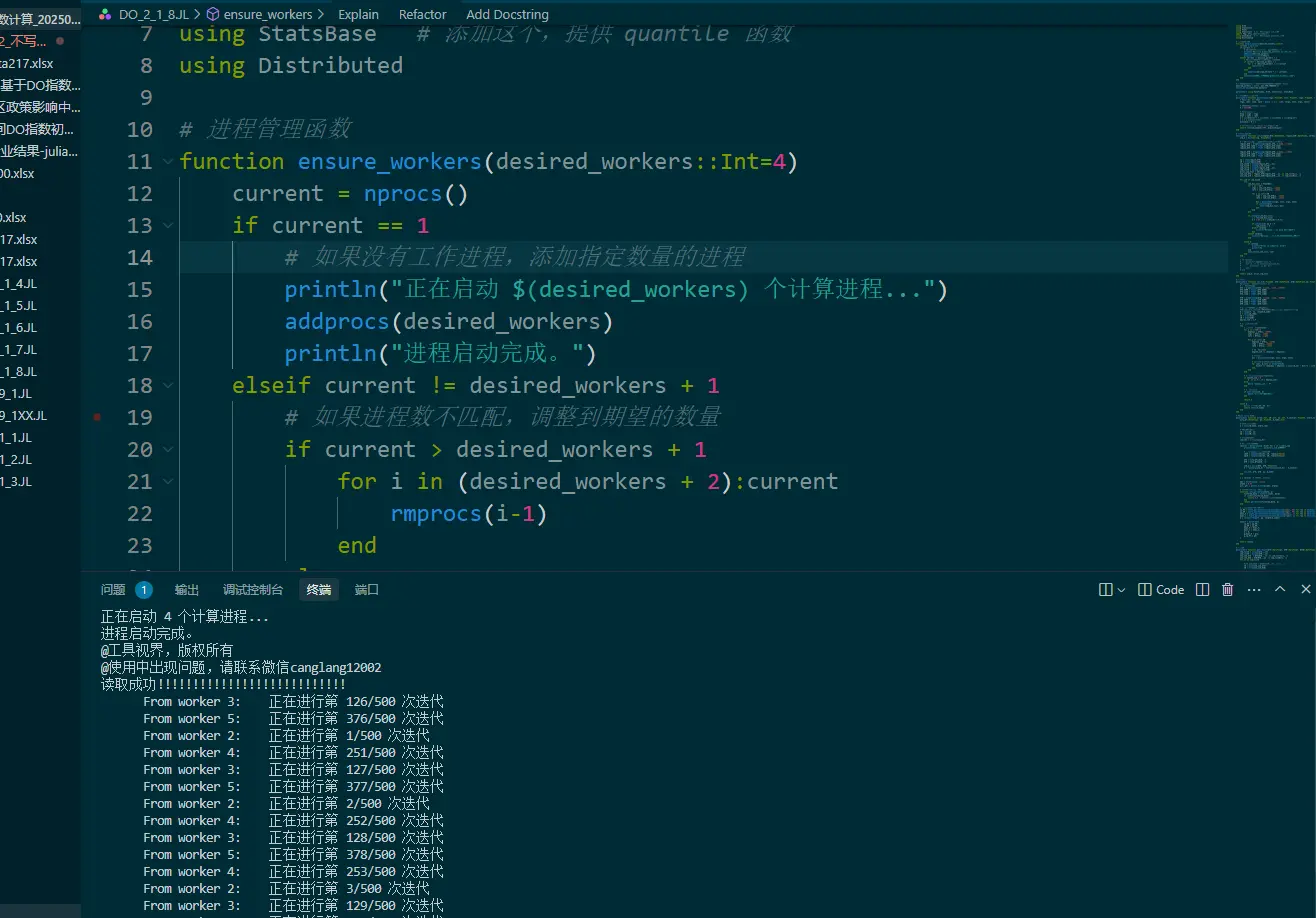 数计算_20250...
2_不写...
ta217.xlsx
基于DO指数...
区政策影响中...
间DO指数初...
业结果-julia...
00.xlsx
0.xlsx
17.xlsx
17.xlsx
_1_4JL
_1_5JL
_1_6JL
_1_7JL
_1_8JL
9_1JL
9_1XX.JL
1_1JL
1_2.JL
1_3.JL
DO_2_1_8JL > ensure_workers > Explain Refactor Add Docstring
7 using StatsBase # 添加这个，提供 quantile 函数
8 using Distributed
9
10 # 进程管理函数
11 function ensure_workers(desired_workers::Int=4)
12 current = nprocs()
13 if current == 1
14 # 如果没有工作进程，添加指定数量的进程
15 println("正在启动 $(desired_workers) 个计算进程...")
16 addprocs(desired_workers)
17 println("进程启动完成。")
18 elseif current != desired_workers + 1
19 # 如果进程数不匹配，调整到期望的数量
20 if current > desired_workers + 1
21 for i in (desired_workers + 2):current
22 rmprocs(i-1)
23 end
问题 1 输出 调试控制台 终端 端口 Code
正在启动 4 个计算进程...
进程启动完成。
@工具视界，版权所有
@使用中出现问题，请联系微信canglang12002
读取成功!!!!!!!!!!!!!!!!!!!!!!!!!!!
From worker 3: 正在进行第 126/500 次迭代
From worker 5: 正在进行第 376/500 次迭代
From worker 2: 正在进行第 1/500 次迭代
From worker 4: 正在进行第 251/500 次迭代
From worker 3: 正在进行第 127/500 次迭代
From worker 5: 正在进行第 377/500 次迭代
From worker 2: 正在进行第 2/500 次迭代
From worker 4: 正在进行第 252/500 次迭代
From worker 3: 正在进行第 128/500 次迭代
From worker 5: 正在进行第 378/500 次迭代
From worker 4: 正在进行第 253/500 次迭代
From worker 2: 正在进行第 3/500 次迭代
From worker 3: 正在进行第 129/500 次迭代